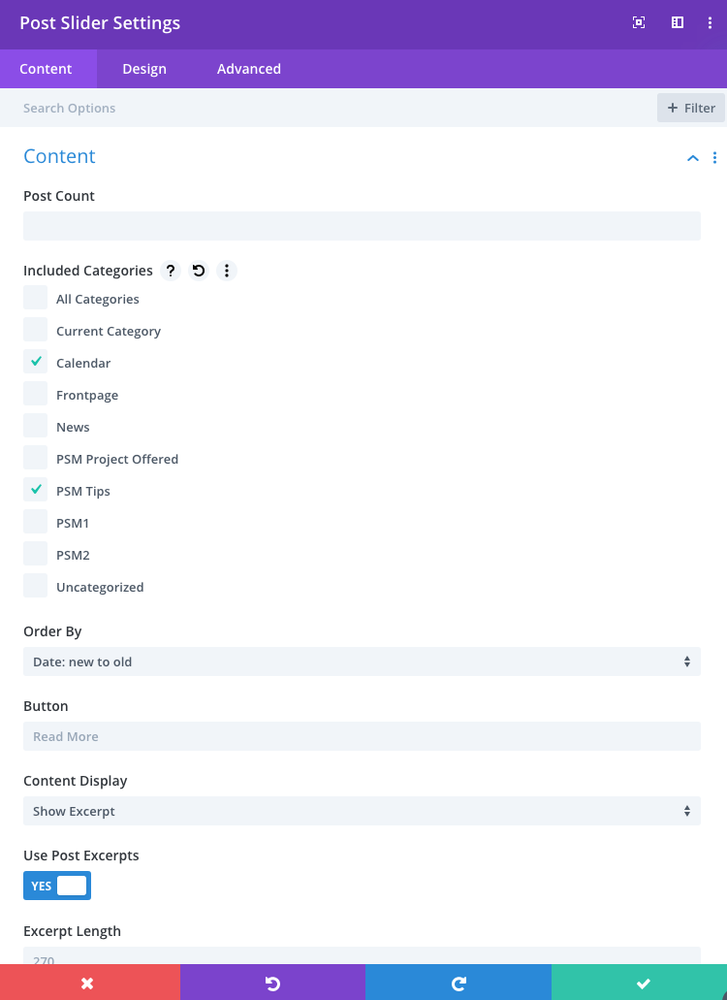 Post Slider Settings
Content Design Advanced
Search Options + Filter
Content
Post Count
Included Categories ?
All Categories
Current Category
Calendar
Frontpage
News
PSM Project Offered
PSM Tips
PSM1
PSM2
Uncategorized
Order By
Date: new to old
Button
Read More
Content Display
Show Excerpt
Use Post Excerpts
YES
Excerpt Length
270